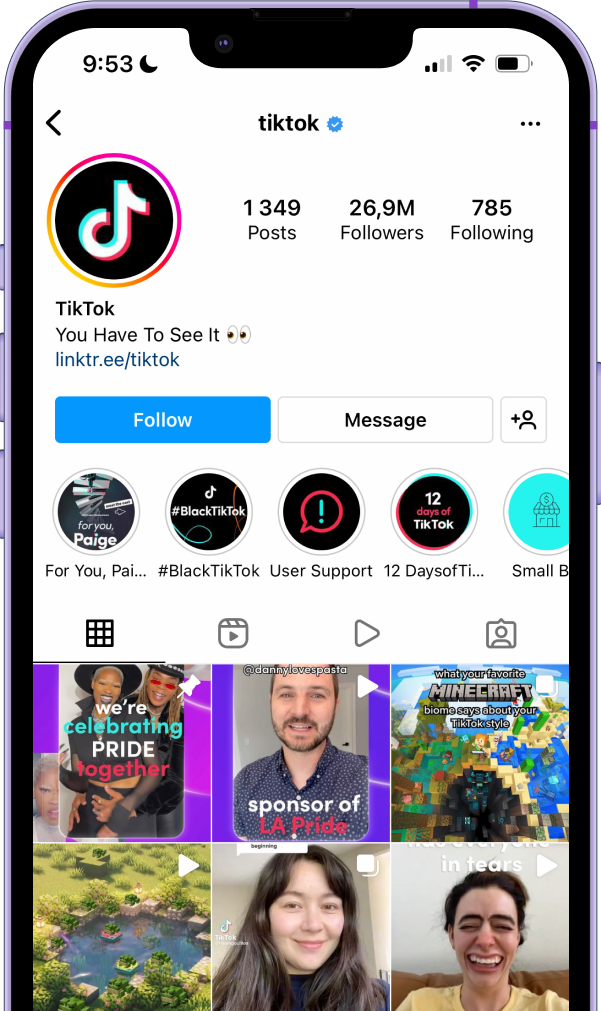 9:53
tiktok
1 349
Posts
26,9M
Followers
785
Following
TikTok
You Have To See It 👀
linktr.ee/tiktok
Follow
Message
for you,
Paige
#BlackTikTok
12
days of
TikTok
For You, Pai...
#BlackTikTok
User Support
12 DaysofTi...
Small B
we're
celebrating
PRIDE
together
@dannylovespasta
sponsor of
LA Pride
what your favorite
MINECRAFT
biome says about your
TikTok style
beginning
TikTok
has everyone
in tears